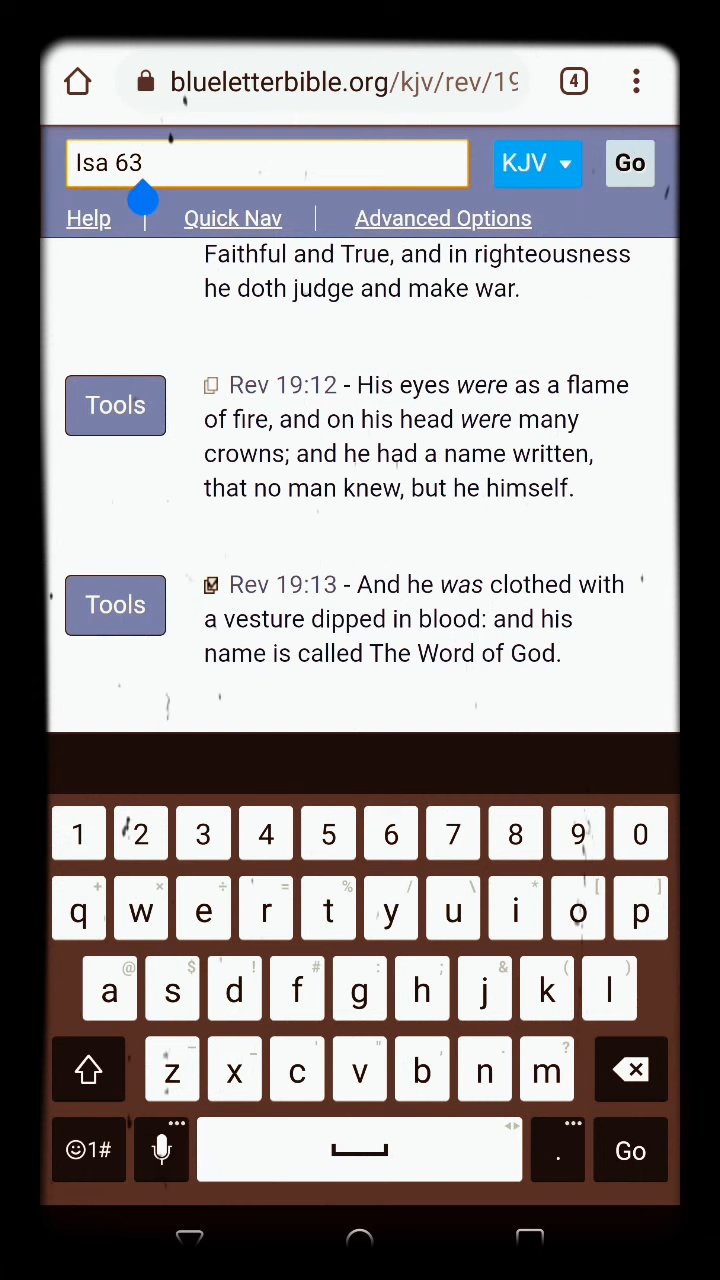 blueletterbible.org/kjv/rev/19
4
Isa 63
KJV
Go
Help | Quick Nav | Advanced Options
Faithful and True, and in righteousness
he doth judge and make war.
Tools
Rev 19:12 - His eyes were as a flame
of fire, and on his head were many
crowns; and he had a name written,
that no man knew, but he himself.
Tools
Rev 19:13 - And he was clothed with
a vesture dipped in blood: and his
name is called The Word of God.
1 2 3 4 5 6 7 8 9 0
+ × ÷ = % / \ * [ ]
q w e r t y u i o p
@ $ ! # : ; & ( )
a s d f g h j k l
z x c v b n m ?
1# . Go